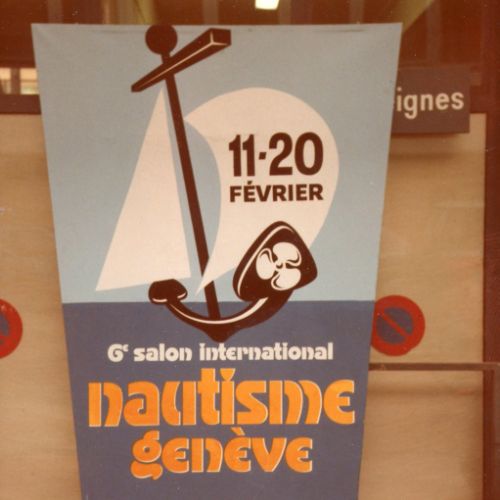 ignes
11-20
FÉVRIER
6e salon international
nautisme
genève